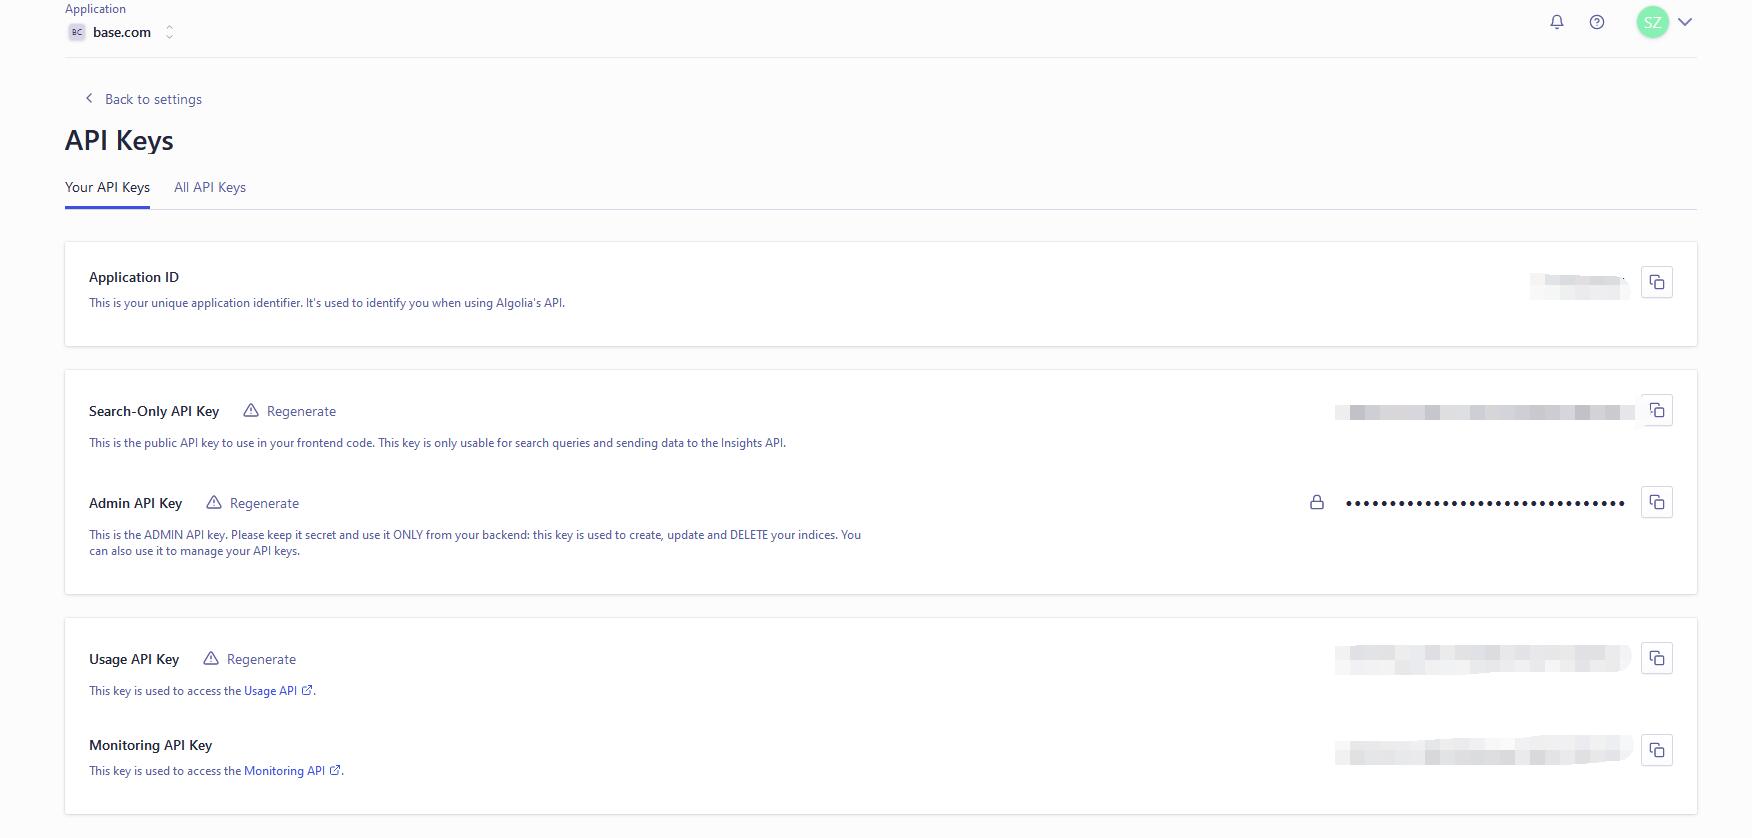 Application
BC base.com
SZ
Back to settings
API Keys
Your API Keys All API Keys
Application ID
This is your unique application identifier. It's used to identify you when using Algolia's API.
Search-Only API Key Regenerate
This is the public API key to use in your frontend code. This key is only usable for search queries and sending data to the Insights API.
Admin API Key Regenerate ••••••••••••••••••••••••••••••••
This is the ADMIN API key. Please keep it secret and use it ONLY from your backend: this key is used to create, update and DELETE your indices. You
can also use it to manage your API keys.
Usage API Key Regenerate
This key is used to access the Usage API.
Monitoring API Key
This key is used to access the Monitoring API.